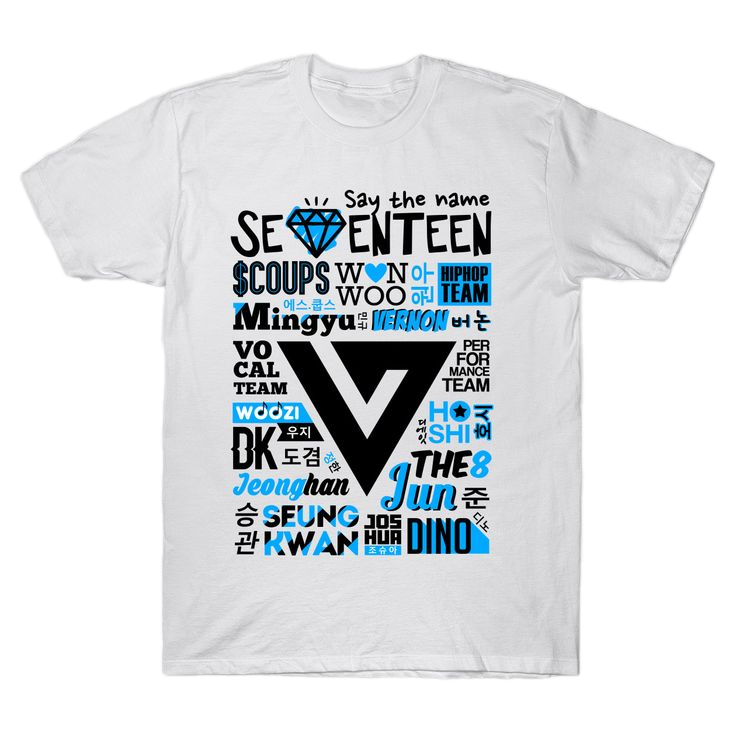 Say the name
SEVENTEEN
$COUPS
에스.쿱스
WON
WOO
원우
HIPHOP
TEAM
Mingyu
민규
VERNON
버논
VO
CAL
TEAM
PER
FOR
MANCE
TEAM
WOOZI
우지
HO
SHI
호시
디에잇
DK
도겸
정한
THE8
Jeonghan
Jun
준
승관
SEUNG
KWAN
JOS
HUA
조슈아
DINO
디노